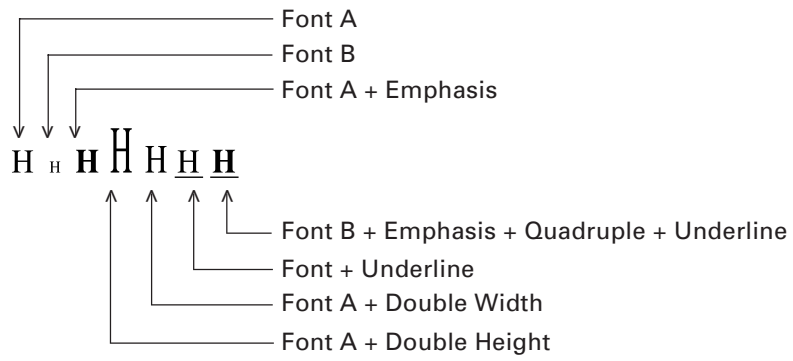 Font A
Font B
Font A + Emphasis
H H H H H H H
Font B + Emphasis + Quadruple + Underline
Font + Underline
Font A + Double Width
Font A + Double Height